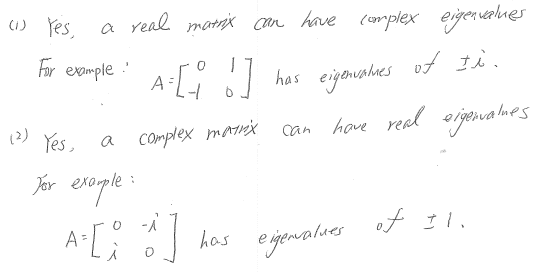 (1) Yes, a real matrix can have complex eigenvalues
For example : A = [ 0 1
-1 0 ] has eigenvalues of ±i.
(2) Yes, a complex matrix can have real eigenvalues
for example :
A = [ 0 -i
i 0 ] has eigenvalues of ±1.